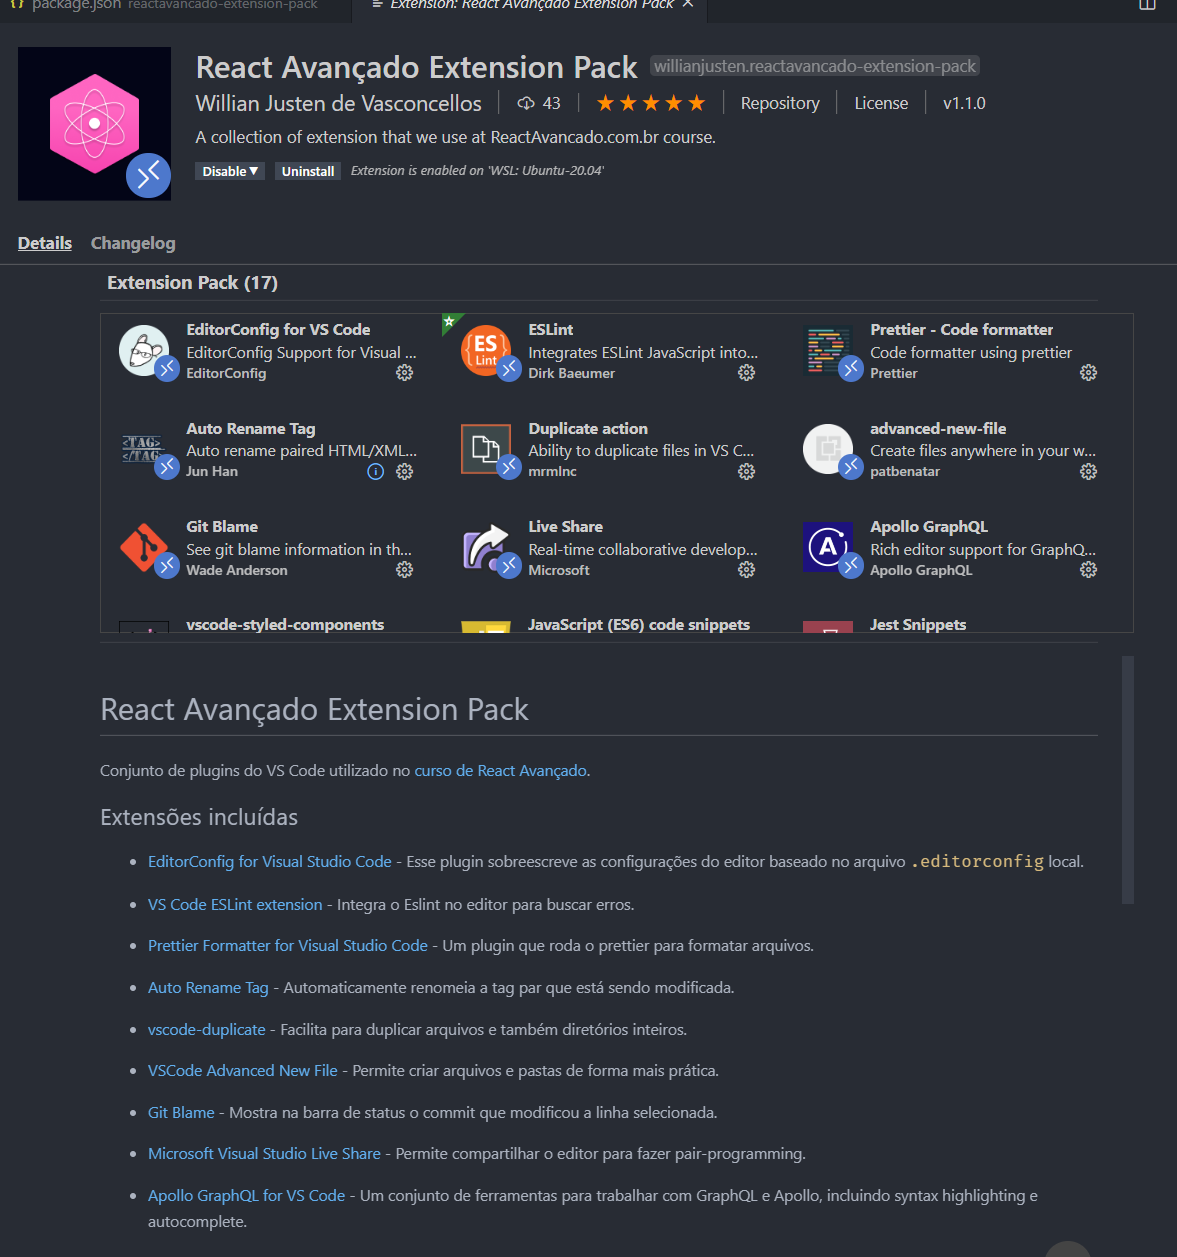 package.json reactavancado-extension-pack
Extension: React Avançado Extension Pack
React Avançado Extension Pack willianjusten.reactavancado-extension-pack
Willian Justen de Vasconcellos 43 Repository License v1.1.0
A collection of extension that we use at ReactAvancado.com.br course.
Disable Uninstall Extension is enabled on 'WSL: Ubuntu-20.04'
Details Changelog
Extension Pack (17)
EditorConfig for VS Code
EditorConfig Support for Visual ...
EditorConfig
ES
Lint
ESLint
Integrates ESLint JavaScript into...
Dirk Baeumer
Prettier - Code formatter
Code formatter using prettier
Prettier
<TAG>
</TAG>
Auto Rename Tag
Auto rename paired HTML/XML...
Jun Han
Duplicate action
Ability to duplicate files in VS C...
mrmlnc
advanced-new-file
Create files anywhere in your w...
patbenatar
Git Blame
See git blame information in th...
Wade Anderson
Live Share
Real-time collaborative develop...
Microsoft
A
Apollo GraphQL
Rich editor support for GraphQ...
Apollo GraphQL
vscode-styled-components
JavaScript (ES6) code snippets
Jest Snippets
React Avançado Extension Pack
Conjunto de plugins do VS Code utilizado no curso de React Avançado.
Extensões incluídas
• EditorConfig for Visual Studio Code - Esse plugin sobreescreve as configurações do editor baseado no arquivo .editorconfig local.
• VS Code ESLint extension - Integra o Eslint no editor para buscar erros.
• Prettier Formatter for Visual Studio Code - Um plugin que roda o prettier para formatar arquivos.
• Auto Rename Tag - Automaticamente renomeia a tag par que está sendo modificada.
• vscode-duplicate - Facilita para duplicar arquivos e também diretórios inteiros.
• VSCode Advanced New File - Permite criar arquivos e pastas de forma mais prática.
• Git Blame - Mostra na barra de status o commit que modificou a linha selecionada.
• Microsoft Visual Studio Live Share - Permite compartilhar o editor para fazer pair-programming.
• Apollo GraphQL for VS Code - Um conjunto de ferramentas para trabalhar com GraphQL e Apollo, incluindo syntax highlighting e
autocomplete.